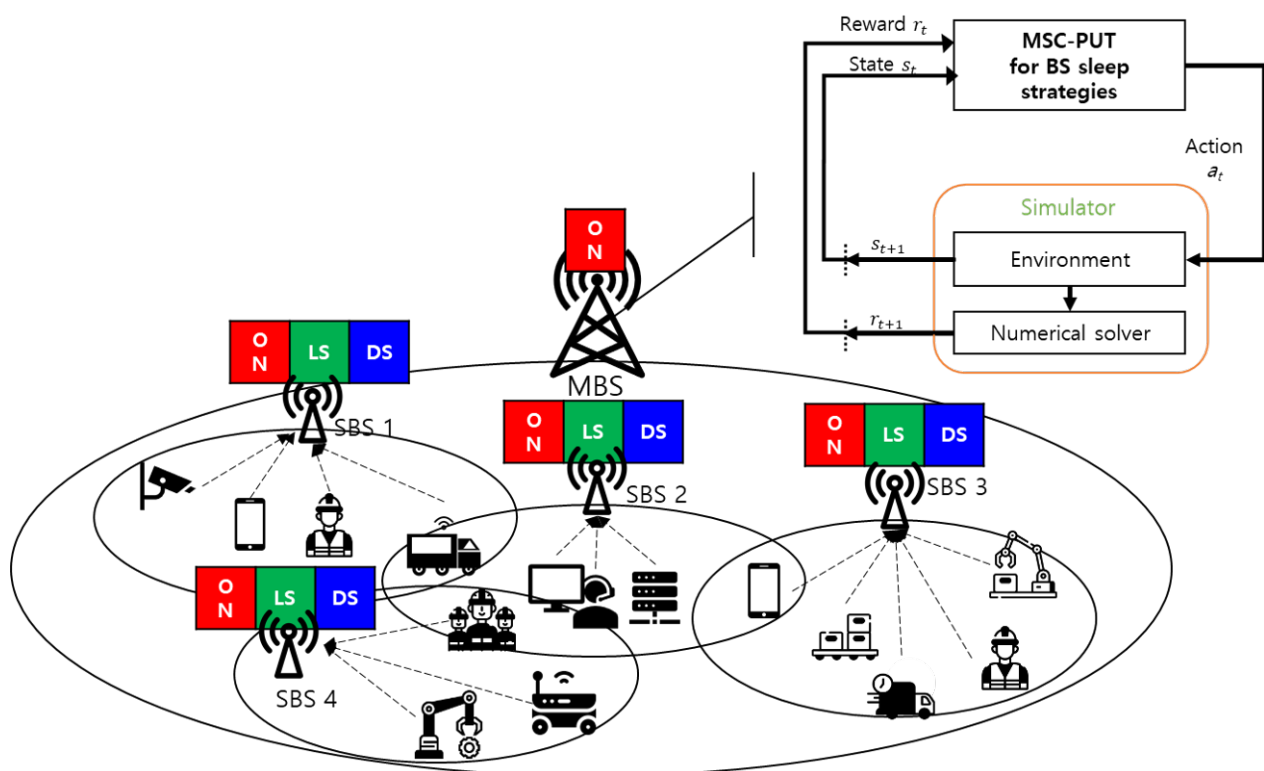 Reward r_t
State s_t
MSC-PUT
for BS sleep
strategies
Action
a_t
Simulator
s_{t+1}
Environment
r_{t+1}
Numerical solver
O
N
MBS
O
N
LS
DS
SBS 1
O
N
LS
DS
SBS 2
O
N
LS
DS
SBS 3
O
N
LS
DS
SBS 4